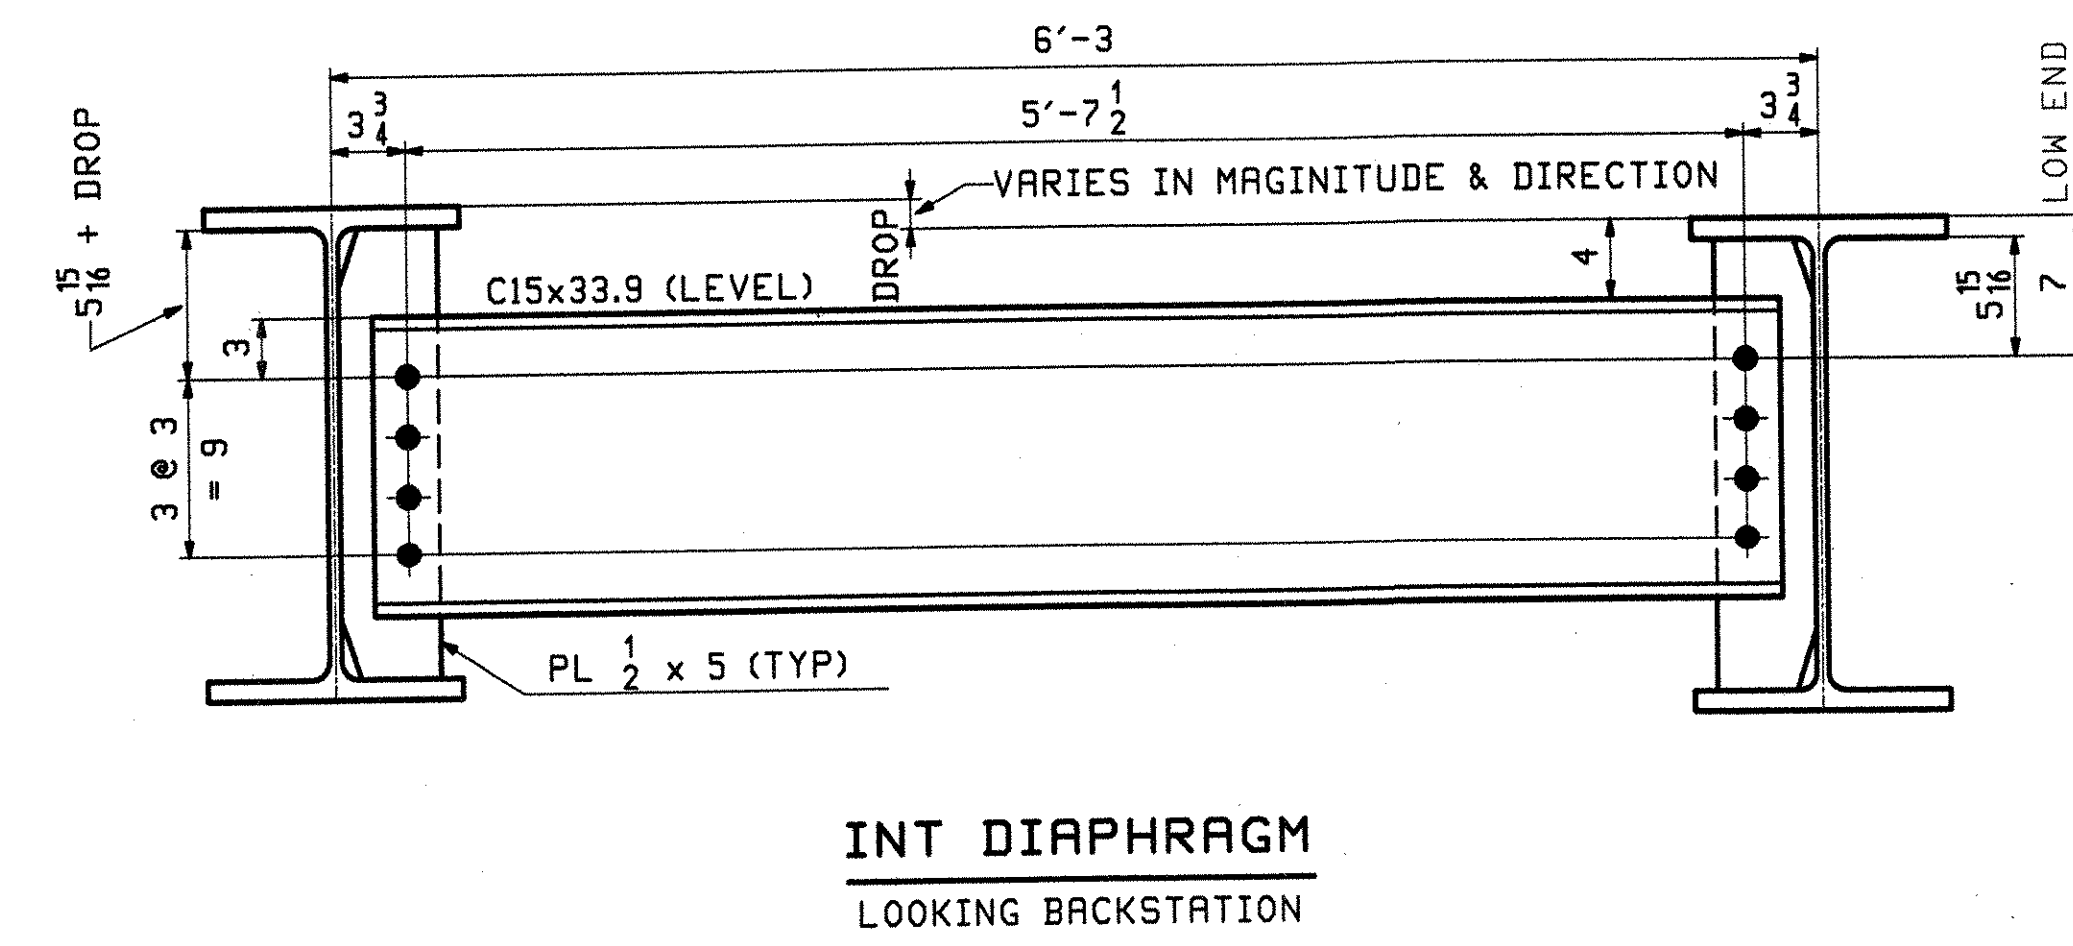 6'-3
5'-7 1/2
3 3/4
3 3/4
LOW END
5 15/16 + DROP
VARIES IN MAGINITUDE & DIRECTION
DROP
C15x33.9 (LEVEL)
4
5 15/16
7
3
3 @ 3
= 9
PL 1/2 x 5 (TYP)
INT DIAPHRAGM
LOOKING BACKSTATION